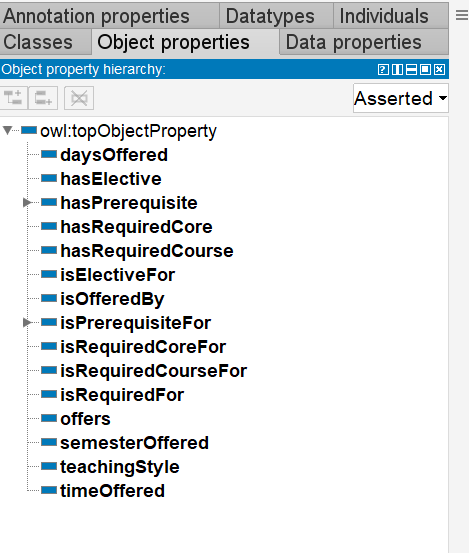 Annotation properties Datatypes Individuals
Classes Object properties Data properties
Object property hierarchy:
Asserted
owl:topObjectProperty
daysOffered
hasElective
hasPrerequisite
hasRequiredCore
hasRequiredCourse
isElectiveFor
isOfferedBy
isPrerequisiteFor
isRequiredCoreFor
isRequiredCourseFor
isRequiredFor
offers
semesterOffered
teachingStyle
timeOffered